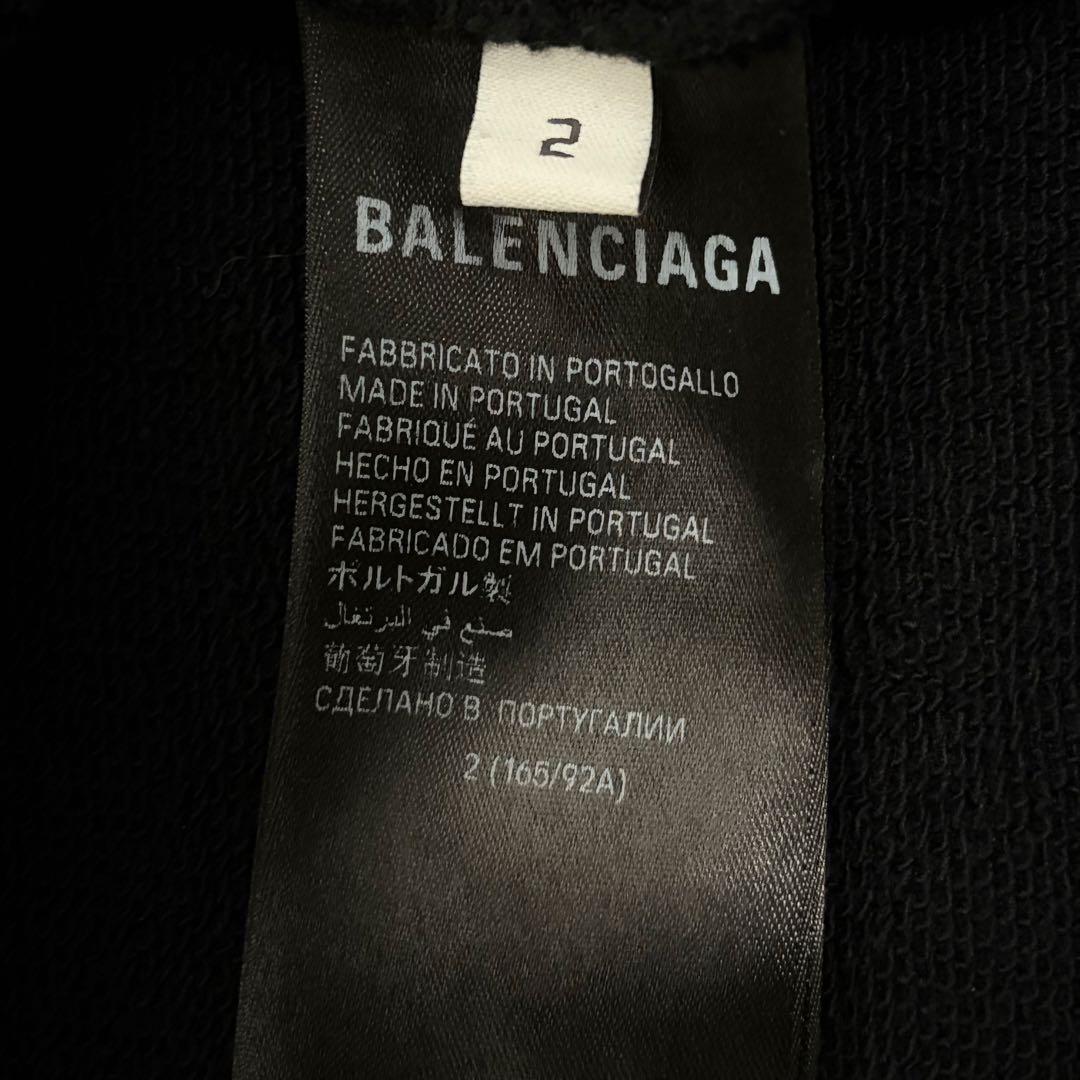 2
BALENCIAGA
FABBRICATO IN PORTOGALLO
MADE IN PORTUGAL
FABRIQUÉ AU PORTUGAL
HECHO EN PORTUGAL
HERGESTELLT IN PORTUGAL
FABRICADO EM PORTUGAL
ポルトガル製
صنع في البرتغال
葡萄牙制造
СДЕЛАНО В ПОРТУГАЛИИ
2 (165/92A)